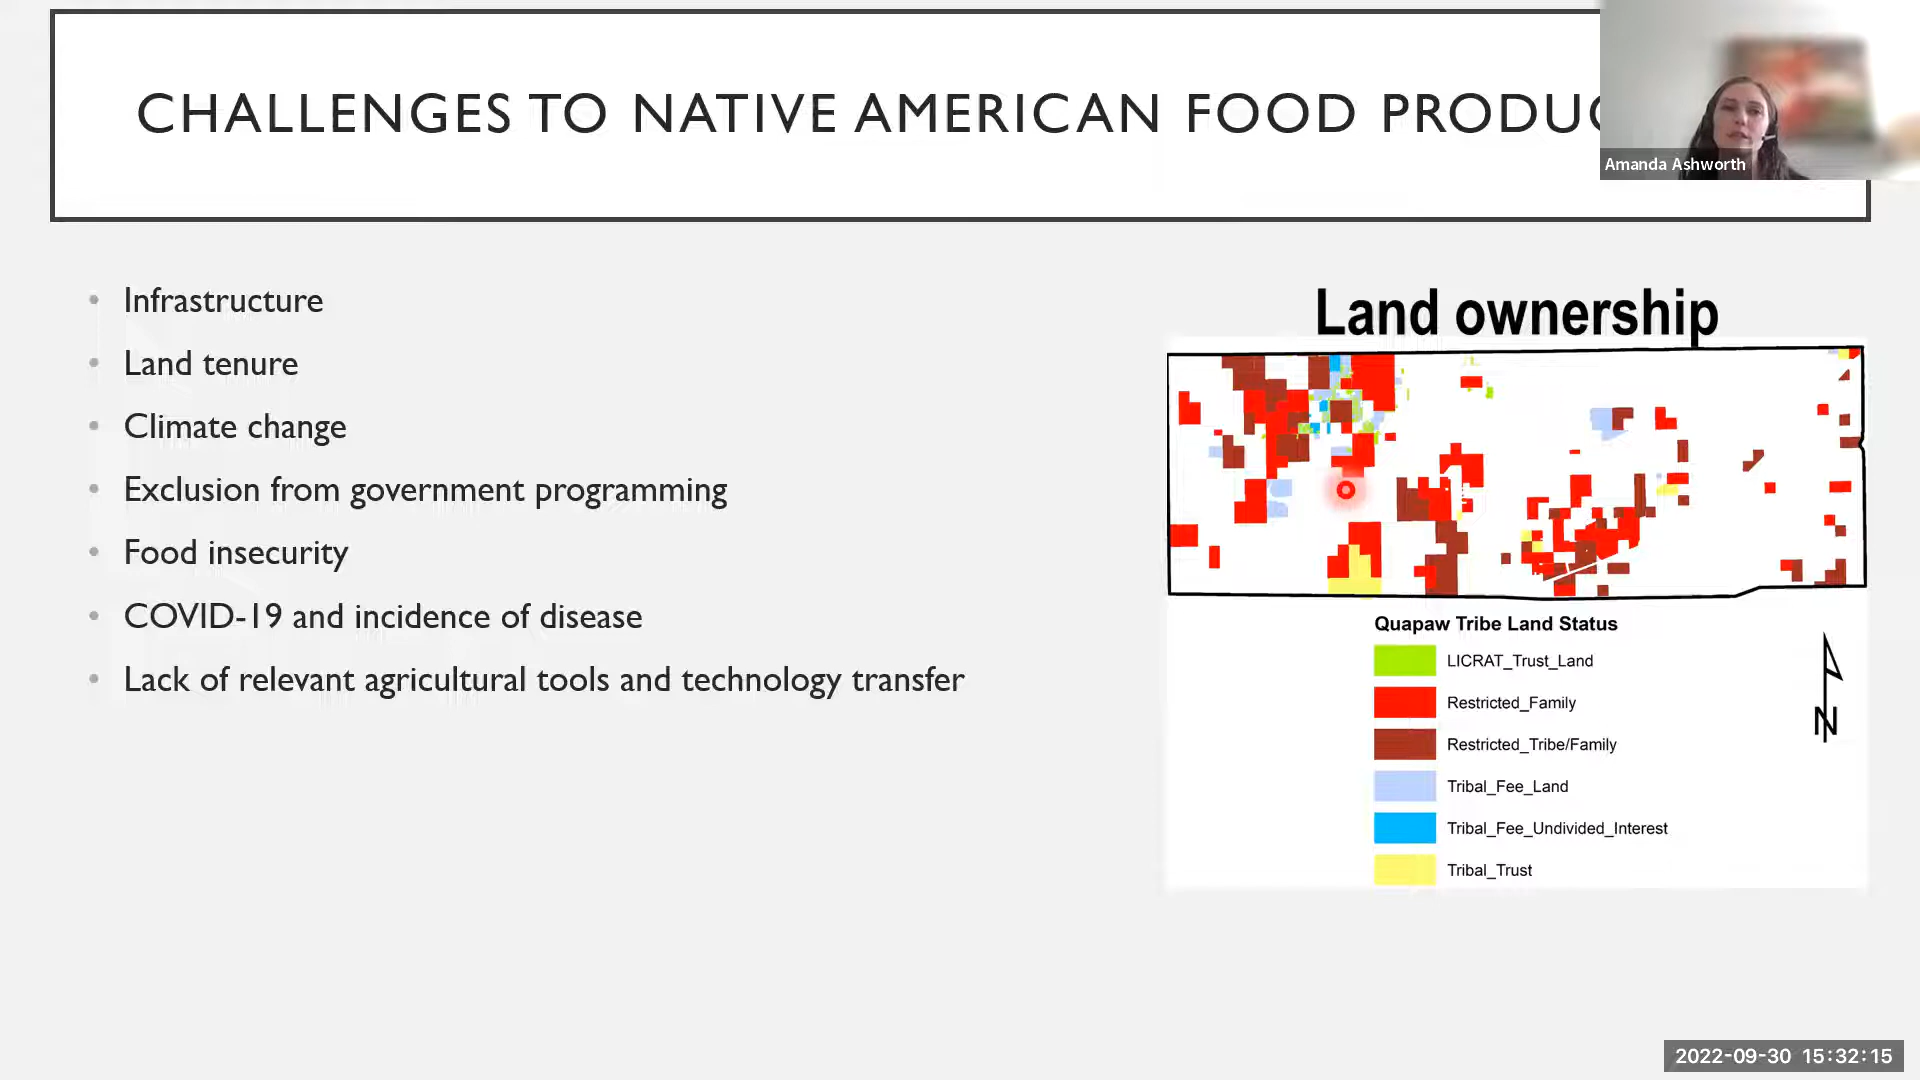 CHALLENGES TO NATIVE AMERICAN FOOD
Amanda Ashworth
Infrastructure
Land tenure
Climate change
Exclusion from government programming
Food insecurity
COVID-19 and incidence of disease
Lack of relevant agricultural tools and technology transfer
Land ownership
Quapaw Tribe Land Status
LICRAT_Trust_Land
Restricted_Family
Restricted_Tribe/Family
Tribal_Fee_Land
Tribal_Fee_Undivided_Interest
Tribal_Trust
N
2022-09-30 15:32:15